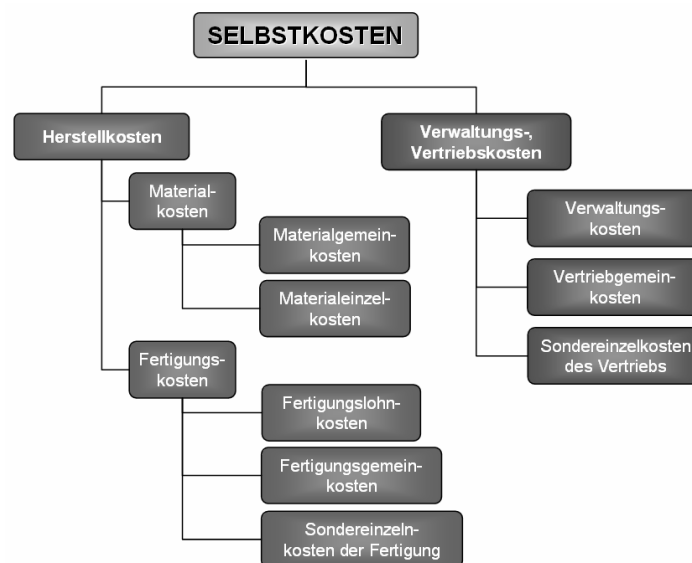 SELBSTKOSTEN
Herstellkosten
Verwaltungs-,
Vertriebskosten
Material-
kosten
Materialgemein-
kosten
Materialeinzel-
kosten
Fertigungs-
kosten
Fertigungslohn-
kosten
Fertigungsgemein-
kosten
Sondereinzeln-
kosten der Fertigung
Verwaltungs-
kosten
Vertriebgemein-
kosten
Sondereinzelkosten
des Vertriebs